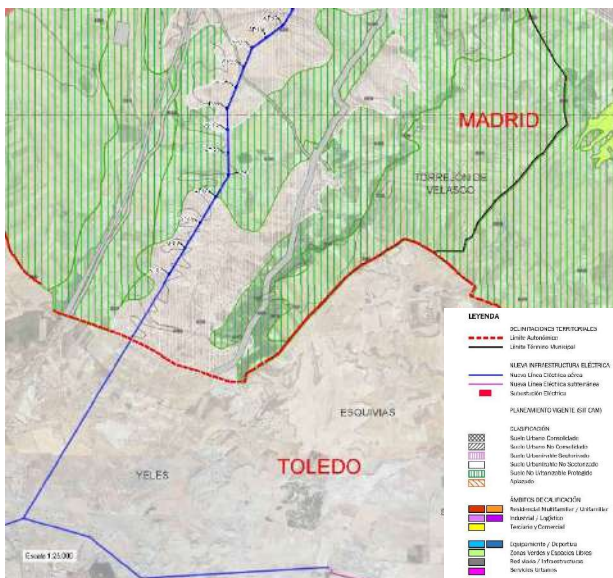 MADRID
TORREJÓN DE
VELASCO
ESQUIVIAS
YELES
TOLEDO
Escala 1:25.000
LEYENDA
DELIMITACIONES TERRITORIALES
Límite Autonómico
Límite Término Municipal
NUEVA INFRAESTRUCTURA ELÉCTRICA
Nueva Línea Eléctrica aérea
Nueva Línea Eléctrica subterránea
Subestación Eléctrica
PLANEAMIENTO VIGENTE (SIT CAM)
CLASIFICACIÓN
Suelo Urbano Consolidado
Suelo Urbano No Consolidado
Suelo Urbanizable Sectorizado
Suelo Urbanizable No Sectorizado
Suelo No Urbanizable Protegido
Aplazado
ÁMBITOS DE CALIFICACIÓN
Residencial Multifamiliar / Unifamiliar
Industrial / Logístico
Terciario y Comercial
Equipamiento / Deportivo
Zonas Verdes y Espacios Libres
Red viaria / Infraestructuras
Servicios Urbanos